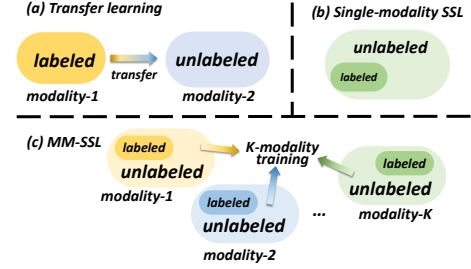 (a) Transfer learning
labeled
transfer
unlabeled
modality-1
modality-2
(b) Single-modality SSL
unlabeled
labeled
(c) MM-SSL
labeled
unlabeled
modality-1
K-modality
training
labeled
unlabeled
modality-2
...
labeled
unlabeled
modality-K